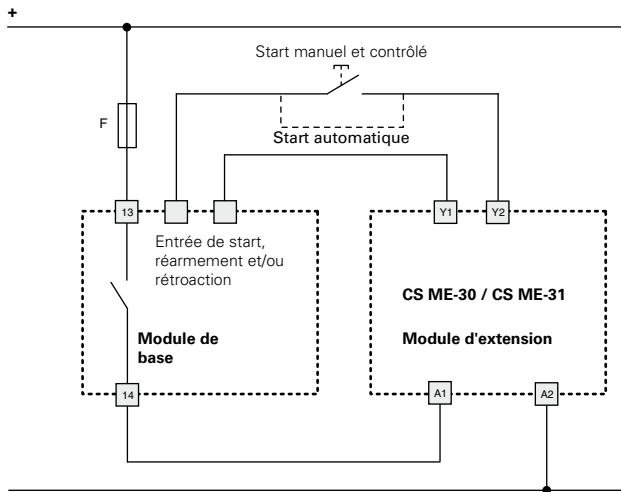 +
Start manuel et contrôlé
F
Start automatique
13
Y1
Y2
Entrée de start,
réarmement et/ou
rétroaction
CS ME-30 / CS ME-31
Module de
base
Module d'extension
14
A1
A2